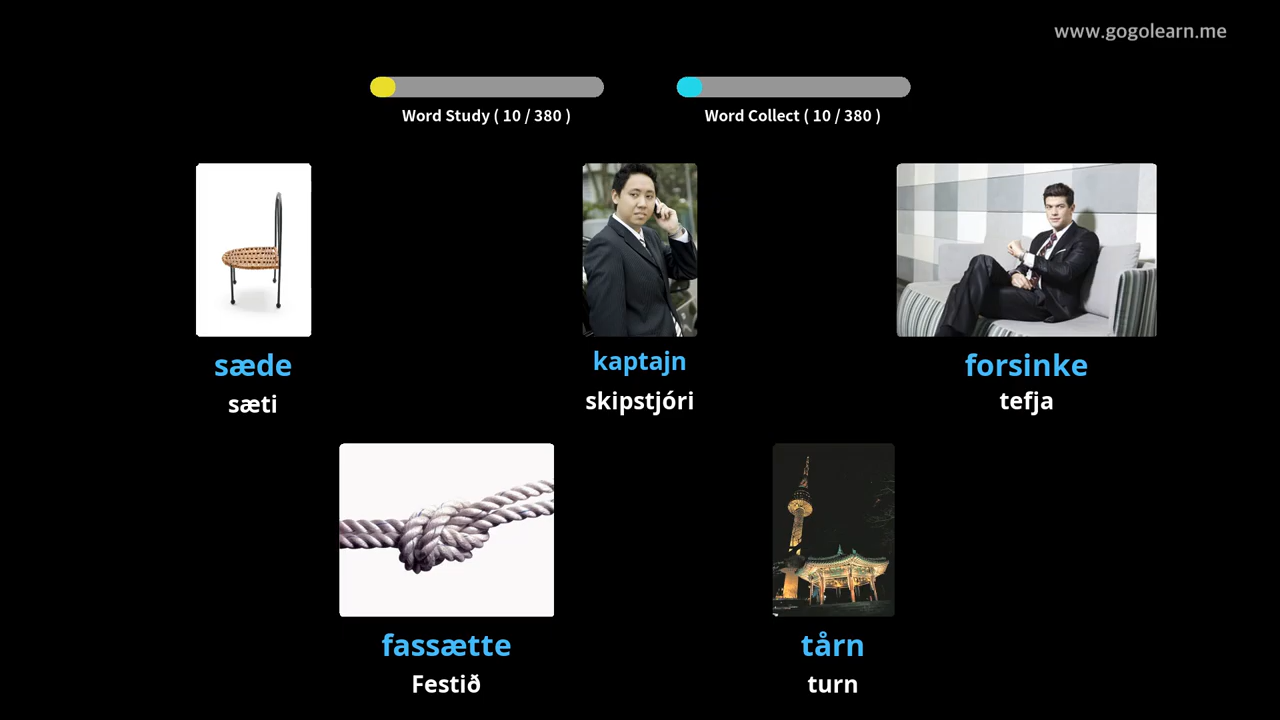 www.gogolearn.me
Word Study ( 10 / 380 )
Word Collect ( 10 / 380 )
sæde
sæti
kaptajn
skipstjóri
forsinke
tefja
fassætte
Festið
tårn
turn